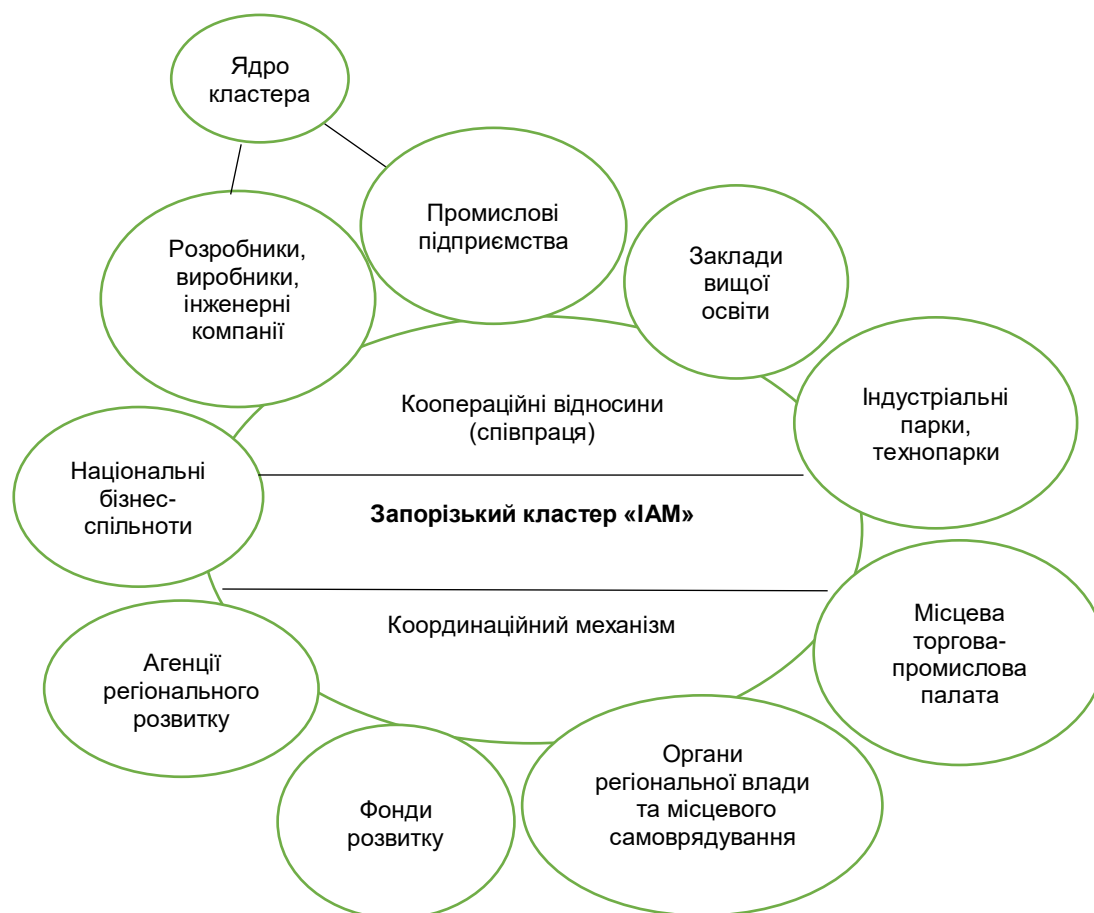 Ядро
кластера
Промислові
підприємства
Розробники,
виробники,
інженерні
компанії
Заклади
вищої
освіти
Індустріальні
парки,
технопарки
Коопераційні відносини
(співпраця)
Національні
бізнес-
спільноти
Запорізький кластер «ІАМ»
Координаційний механізм
Місцева
торгова-
промислова
палата
Агенції
регіонального
розвитку
Органи
регіональної влади
та місцевого
самоврядування
Фонди
розвитку